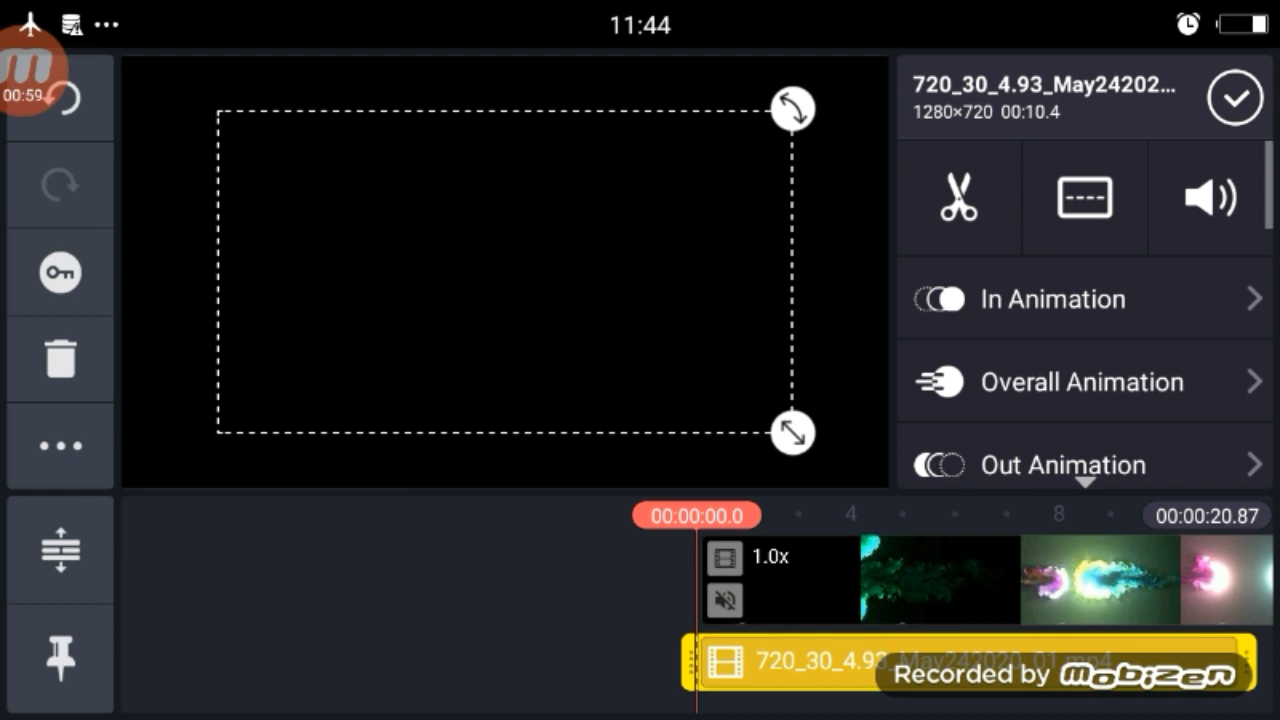 11:44
00:59
720_30_4.93_May24202...
1280×720 00:10.4
In Animation
Overall Animation
Out Animation
00:00:00.0
4
8
00:00:20.87
1.0x
720_30_4.93_May242020_01.mp4
Recorded by mobizen